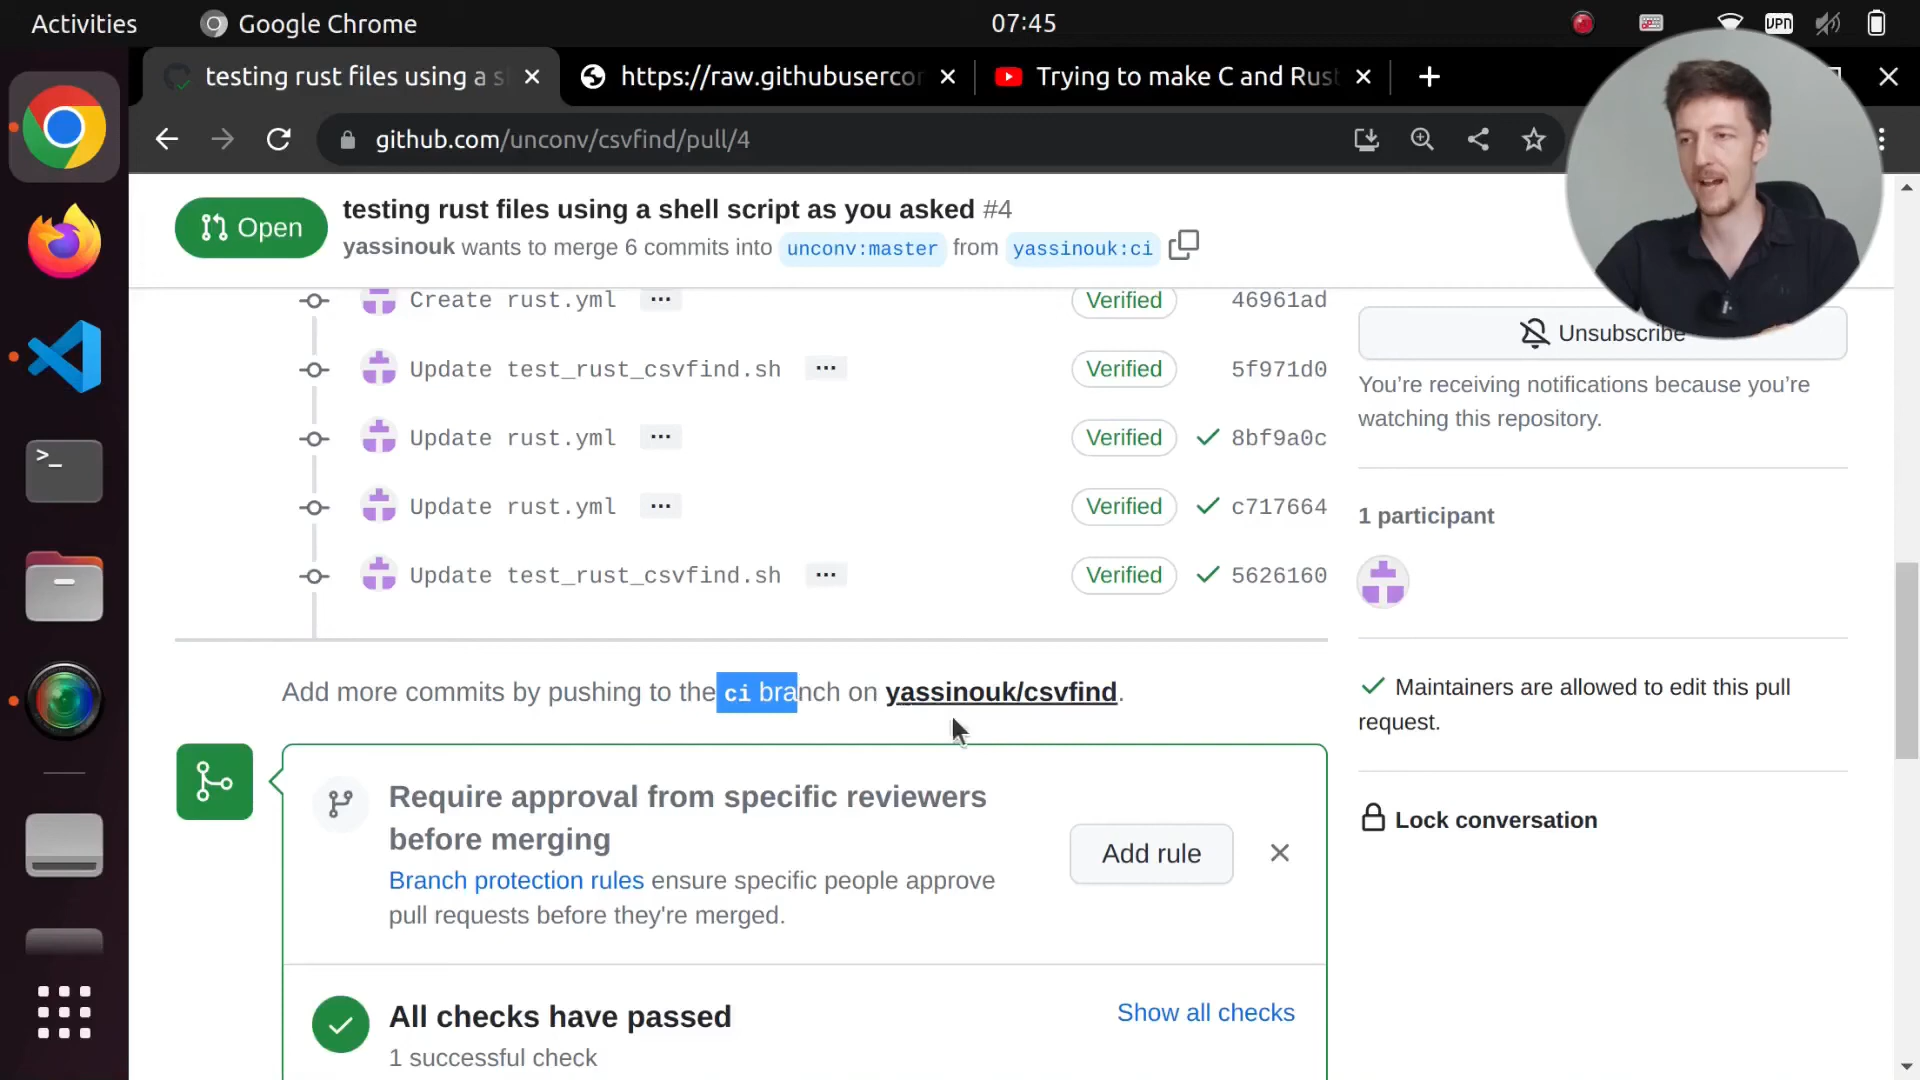 Activities
Google Chrome
07:45
VPN
testing rust files using a s
https://raw.githubusercor
Trying to make C and Rust
github.com/unconv/csvfind/pull/4
Open
testing rust files using a shell script as you asked #4
yassinouk wants to merge 6 commits into unconv:master from yassinouk:ci
Create rust.yml ... Verified 46961ad
Update test_rust_csvfind.sh ... Verified 5f971d0
Update rust.yml ... Verified 8bf9a0c
Update rust.yml ... Verified c717664
Update test_rust_csvfind.sh ... Verified 5626160
Add more commits by pushing to the ci branch on yassinouk/csvfind.
Require approval from specific reviewers
before merging
Branch protection rules ensure specific people approve
pull requests before they're merged.
Add rule
All checks have passed
1 successful check
Show all checks
Unsubscribe
You’re receiving notifications because you’re
watching this repository.
1 participant
Maintainers are allowed to edit this pull
request.
Lock conversation